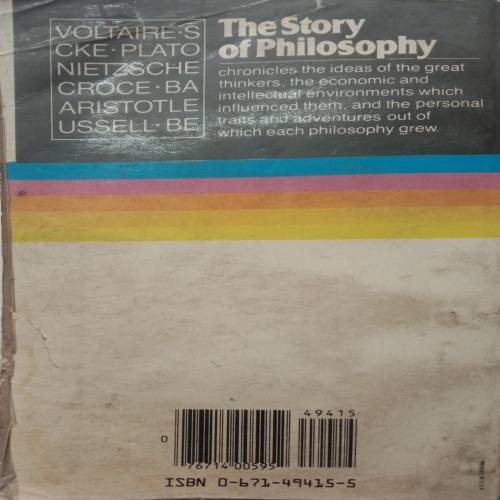 VOLTAIRE·S
CKE·PLATO
NIETZSCHE
CROCE·BA
ARISTOTLE
USSELL·BE
The Story
of Philosophy
chronicles the ideas of the great
thinkers, the economic and
intellectual environments which
influenced them, and the personal
traits and adventures out of
which each philosophy grew.
49415
0
76714 00595
ISBN 0-671-49415-5